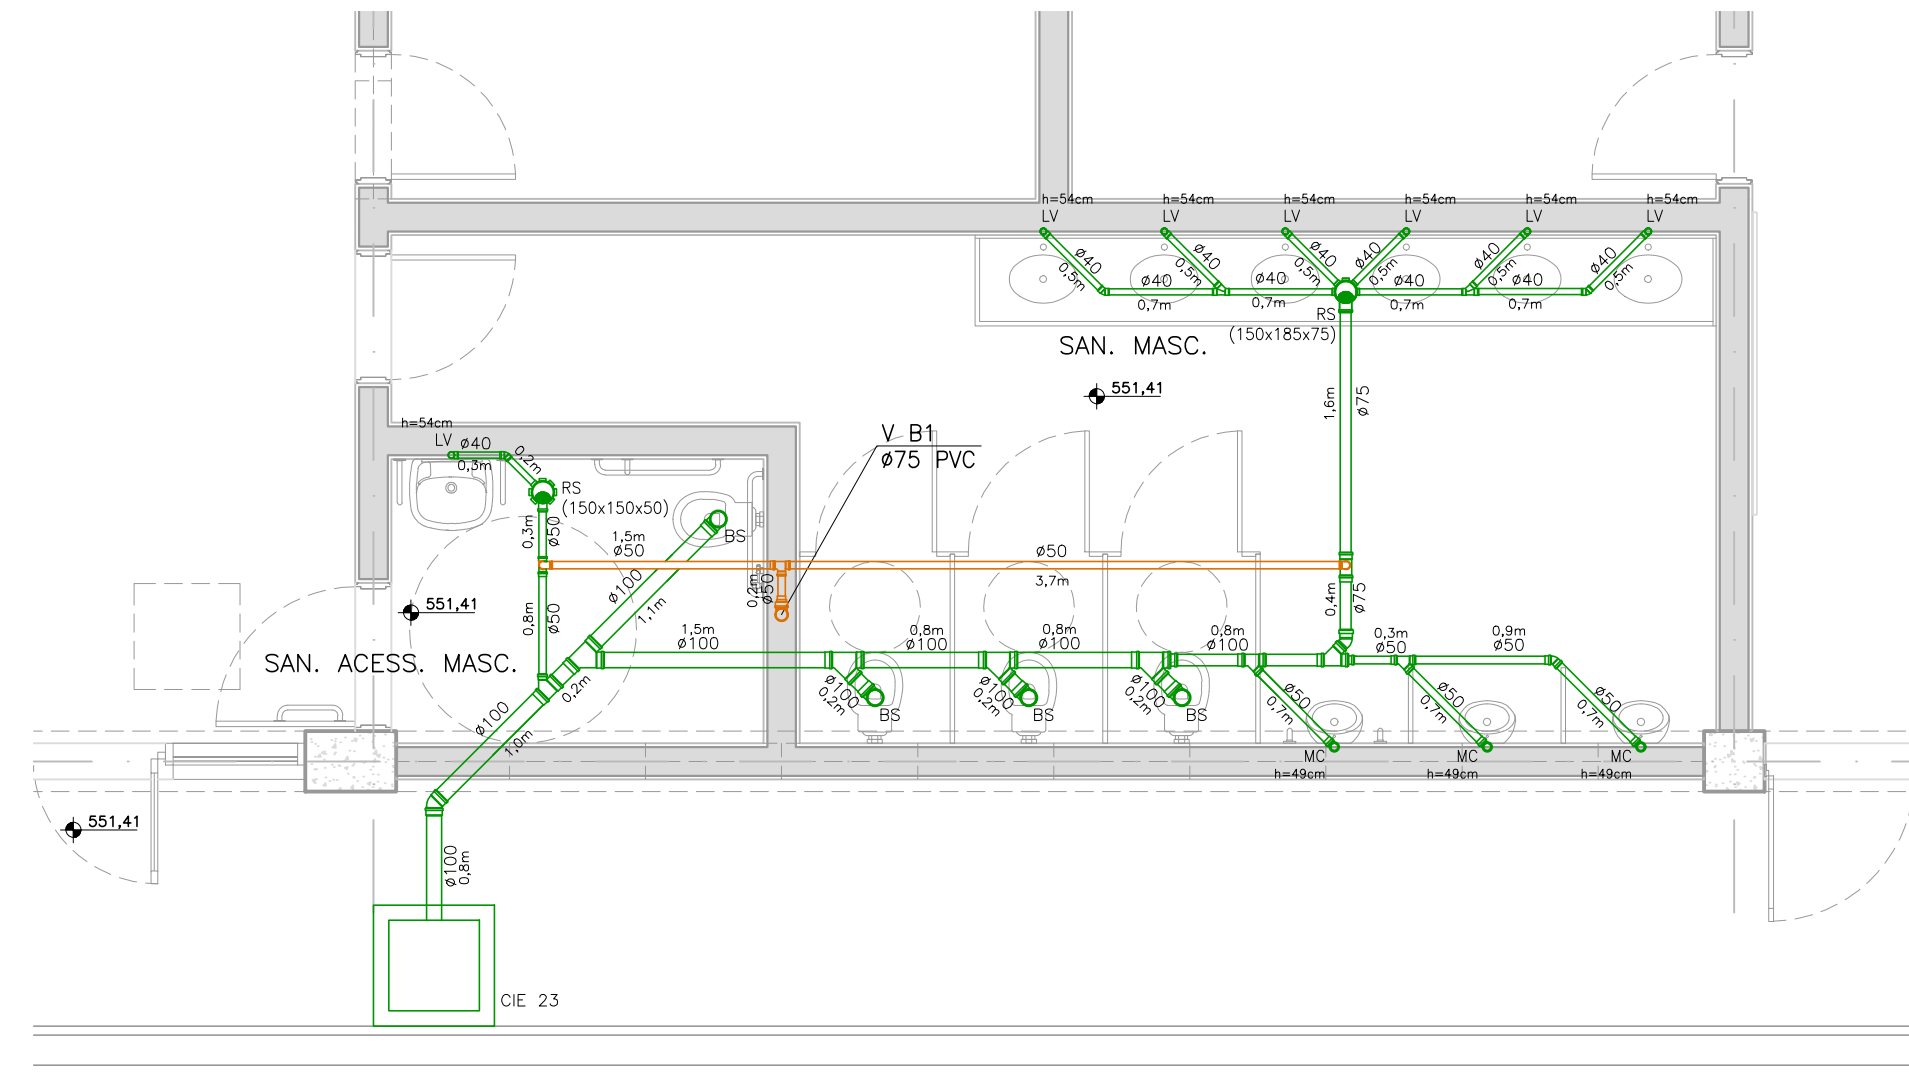 h=54cm
LV
h=54cm
LV
h=54cm
LV
h=54cm
LV
h=54cm
LV
h=54cm
LV
ø40
0,5m
ø40
0,5m
ø40
0,5m
ø40
0,5m
ø40
0,5m
ø40
0,5m
ø40
0,7m
ø40
0,7m
ø40
0,7m
ø40
0,7m
RS
(150x185x75)
SAN. MASC.
551,41
1,6m
ø75
h=54cm
LV
ø40
0,3m
0,2m
V B1
ø75 PVC
RS
(150x150x50)
0,3m
ø50
BS
1,5m
ø50
ø50
3,7m
0,2m
ø50
ø100
1,1m
0,4m
ø75
551,41
0,8m
ø50
SAN. ACESS. MASC.
1,5m
ø100
0,8m
ø100
0,8m
ø100
0,8m
ø100
0,3m
ø50
0,9m
ø50
0,2m
ø100
0,2m
BS
ø100
0,2m
BS
ø100
0,2m
BS
ø50
0,7m
ø50
0,7m
ø50
0,7m
ø100
1,0m
MC
h=49cm
MC
h=49cm
MC
h=49cm
551,41
ø100
0,8m
CIE 23